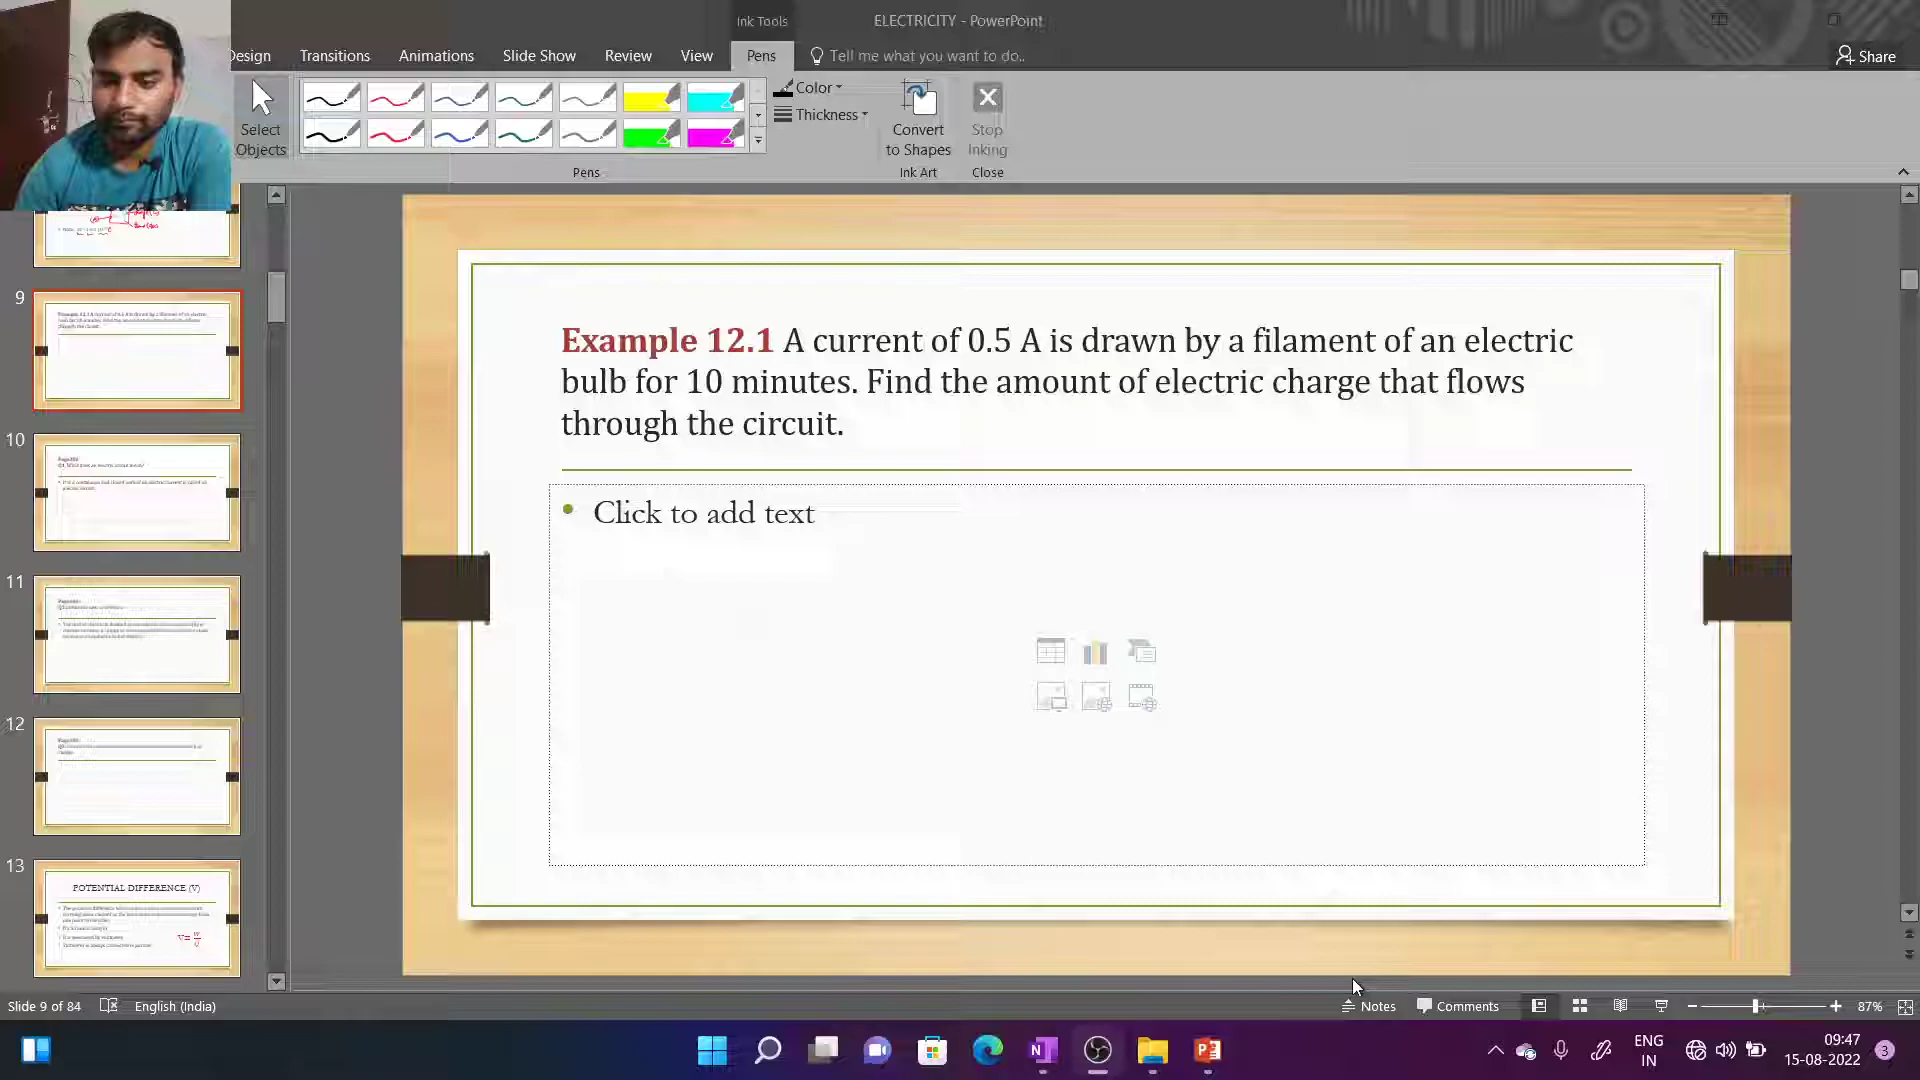 Ink Tools
ELECTRICITY - PowerPoint
Design
Transitions
Animations
Slide Show
Review
View
Pens
Tell me what you want to do..
Share
Select
Objects
Color
Thickness
Convert
to Shapes
Stop
Inking
Pens
Ink Art
Close
9
10
11
12
13
POTENTIAL DIFFERENCE (V)
Example 12.1 A current of 0.5 A is drawn by a filament of an electric
bulb for 10 minutes. Find the amount of electric charge that flows
through the circuit.
Click to add text
Slide 9 of 84
English (India)
Notes
Comments
87%
ENG
IN
09:47
15-08-2022
3